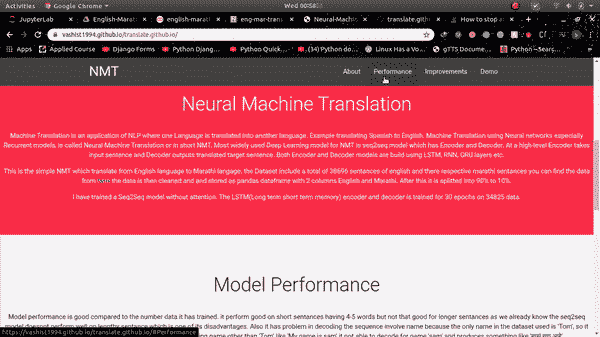 Activities Google Chrome Wed 00:58
JupyterLab English-Marat english-marat eng-mar-trans Neural-Machine translate.github.io How to stop a
vashist1994.github.io/translate.github.io/
Apps Applied Course Django Forms Python Djang... Python Quick... (34) Python do... Linux Has a Vo... gTTS Docume...
NMT About Performance Improvements Demo
Neural Machine Translation
Machine Translation is an application of NLP where one Language is translated into another language. Example translating Spanish to English. Machine Translation using Neural networks especially
Recurrent models, is called Neural Machine Translation or in short NMT. Most widely used Deep Learning model for NMT is seq2seq model which has Encoder and Decoder. At a high-level Encoder takes
input sentence and Decoder outputs translated target sentence. Both Encoder and Decoder models are build using LSTM, RNN, GRU layers etc.
This is the simple NMT which translate from English language to Marathi langage. The Dataset include a total of 38696 sentences of english and there respective marathi sentances you can find the data
from the data is then cleaned and and stored as pandas dataframe with 2 columns English and Marathi. After this it is splitted into 90% to 10%.
I have trained a Seq2Seq model without attention. The LSTM(Long term short term memory) encoder and decoder is trained for 30 epochs on 34825 data.
Model Performance
Model performance is good compared to the number data it has trained. it perform good on short sentances having 4-5 words but not that good for longer sentances as we already know the seq2seq
model doesnot perform well on lengthy sentance which is one of its disadvantages. Also it has problem in decoding the sequence involve name because the only name in the dataset used is 'Tom', so if
name other than 'Tom' like 'My name is sam' it not able to decode for name 'sam' and produces something like
https://vashist1994.github.io/translate.github.io/#Performance